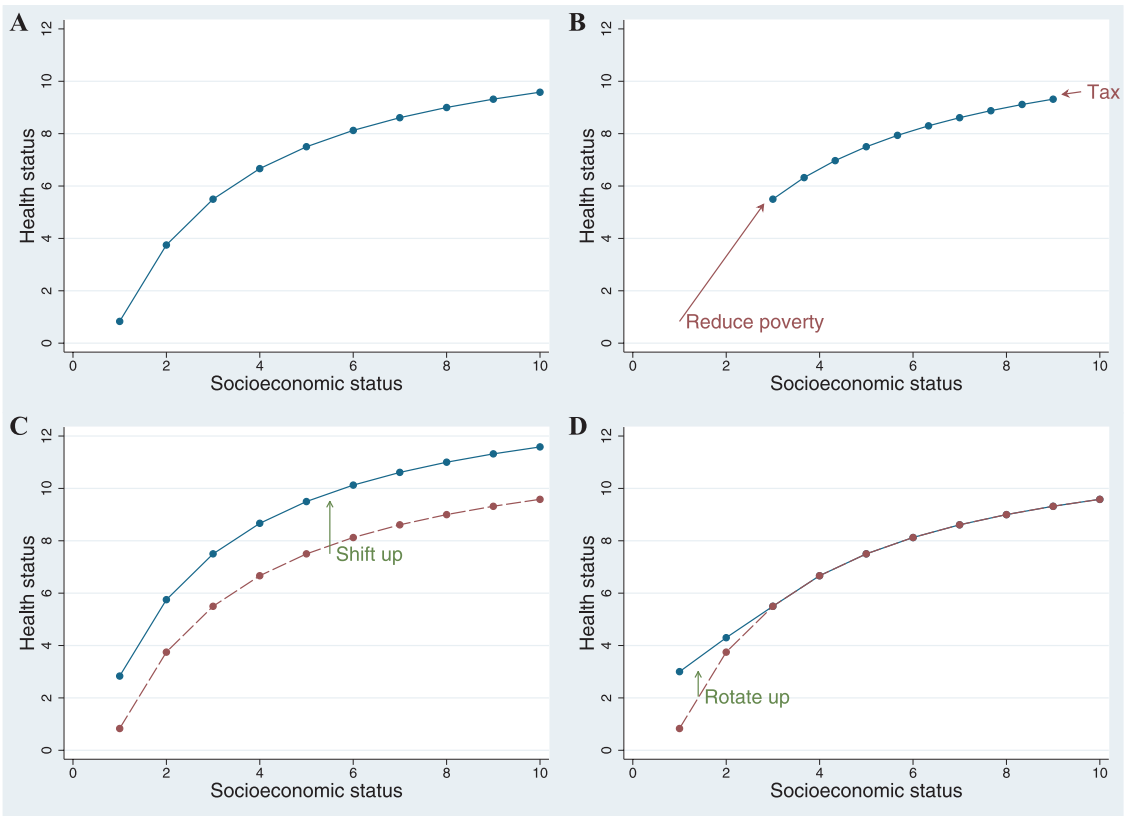 A
12
10
8
6
4
2
0
Health status
0 2 4 6 8 10
Socioeconomic status
B
12
10
8
6
4
2
0
Health status
Tax
Reduce poverty
0 2 4 6 8 10
Socioeconomic status
C
12
10
8
6
4
2
0
Health status
Shift up
0 2 4 6 8 10
Socioeconomic status
D
12
10
8
6
4
2
0
Health status
Rotate up
0 2 4 6 8 10
Socioeconomic status